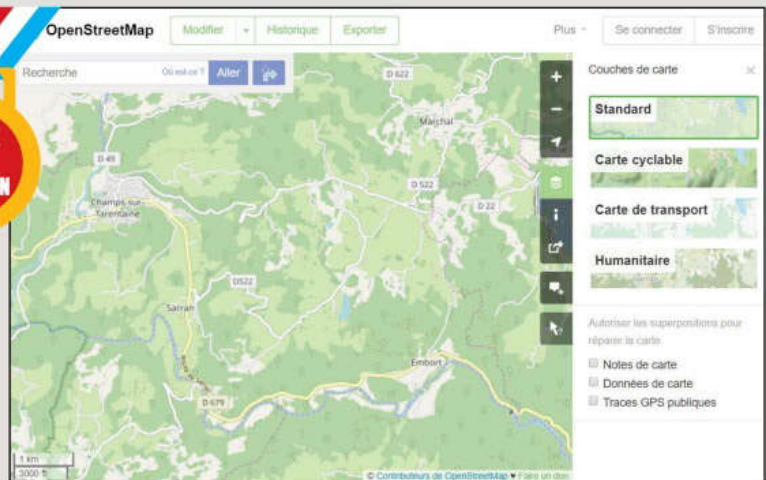 OpenStreetMap
Modifier
Historique
Exporter
Plus
Se connecter
S'inscrire
Recherche
Où est-ce ?
Aller
Couches de carte
Standard
Carte cyclable
Carte de transport
Humanitaire
Autoriser les superpositions pour
réparer la carte
Notes de carte
Données de carte
Traces GPS publiques
D 622
Marchal
D 49
D 522
D 22
Champs-sur-
Tarentaine
D522
Sarran
Embort
D 679
1 km
3000 ft
© Contributeurs de OpenStreetMap ♥ Faire un don
N